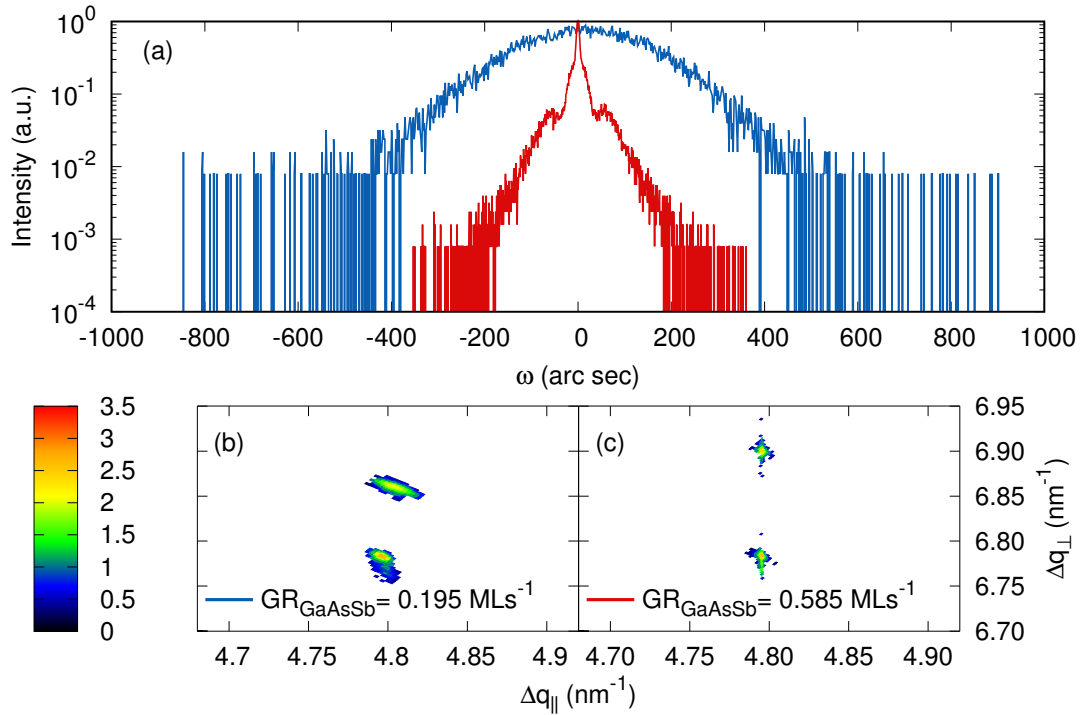 10⁰
10⁻¹
10⁻²
10⁻³
10⁻⁴
Intensity (a.u.)
(a)
-1000 -800 -600 -400 -200 0 200 400 600 800 1000
ω (arc sec)
3.5
3
2.5
2
1.5
1
0.5
0
(b)
GR_GaAsSb= 0.195 MLs⁻¹
4.7 4.75 4.8 4.85 4.9
(c)
GR_GaAsSb= 0.585 MLs⁻¹
4.70 4.75 4.80 4.85 4.90
6.95
6.90
6.85
6.80
6.75
6.70
Δq⊥ (nm⁻¹)
Δq|| (nm⁻¹)